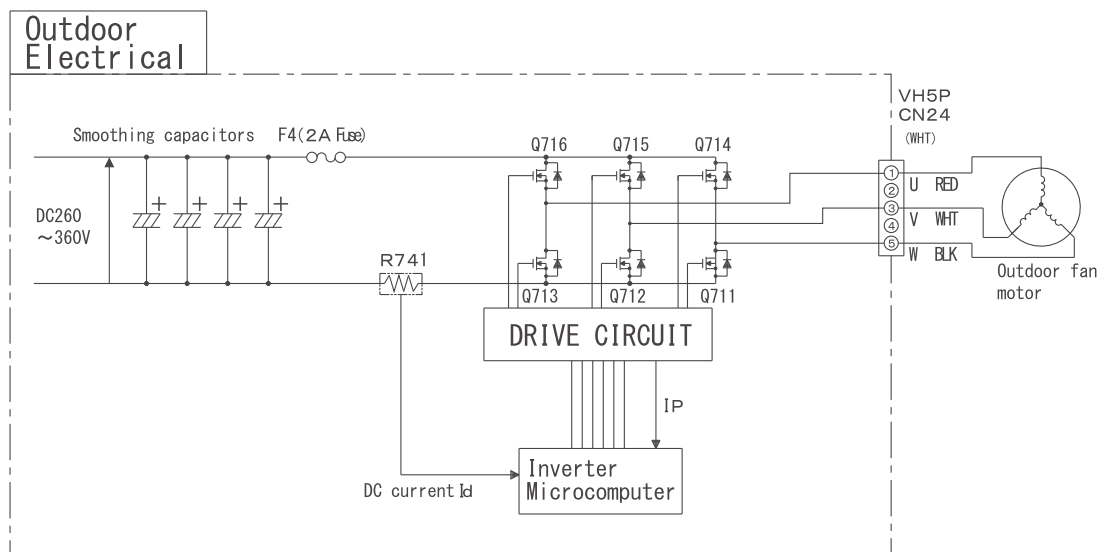 Outdoor
Electrical
VH5P
CN24
(WHT)
Smoothing capacitors
F4(2A Fuse)
Q716
Q715
Q714
DC260
～360V
+
+
+
+
①
②
③
④
⑤
U RED
V WHT
W BLK
R741
Q713
Q712
Q711
Outdoor fan
motor
DRIVE CIRCUIT
IP
Inverter
Microcomputer
DC current Id